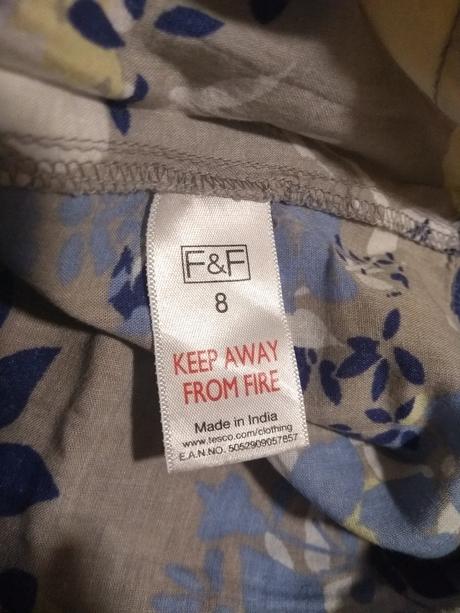 F&F
8
KEEP AWAY
FROM FIRE
Made in India
www.tesco.com/clothing
E.A.N.NO. 5052909057857